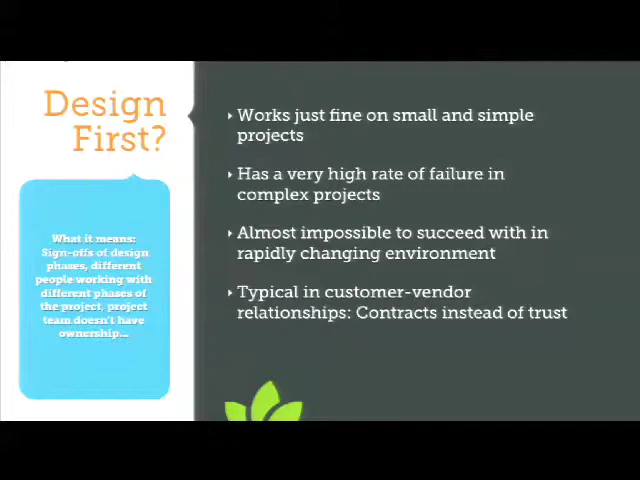 Design
First?
What it means:
Sign-offs of design
phases, different
people working with
different phases of
the project, project
team doesn't have
ownership...
Works just fine on small and simple
projects
Has a very high rate of failure in
complex projects
Almost impossible to succeed with in
rapidly changing environment
Typical in customer-vendor
relationships: Contracts instead of trust